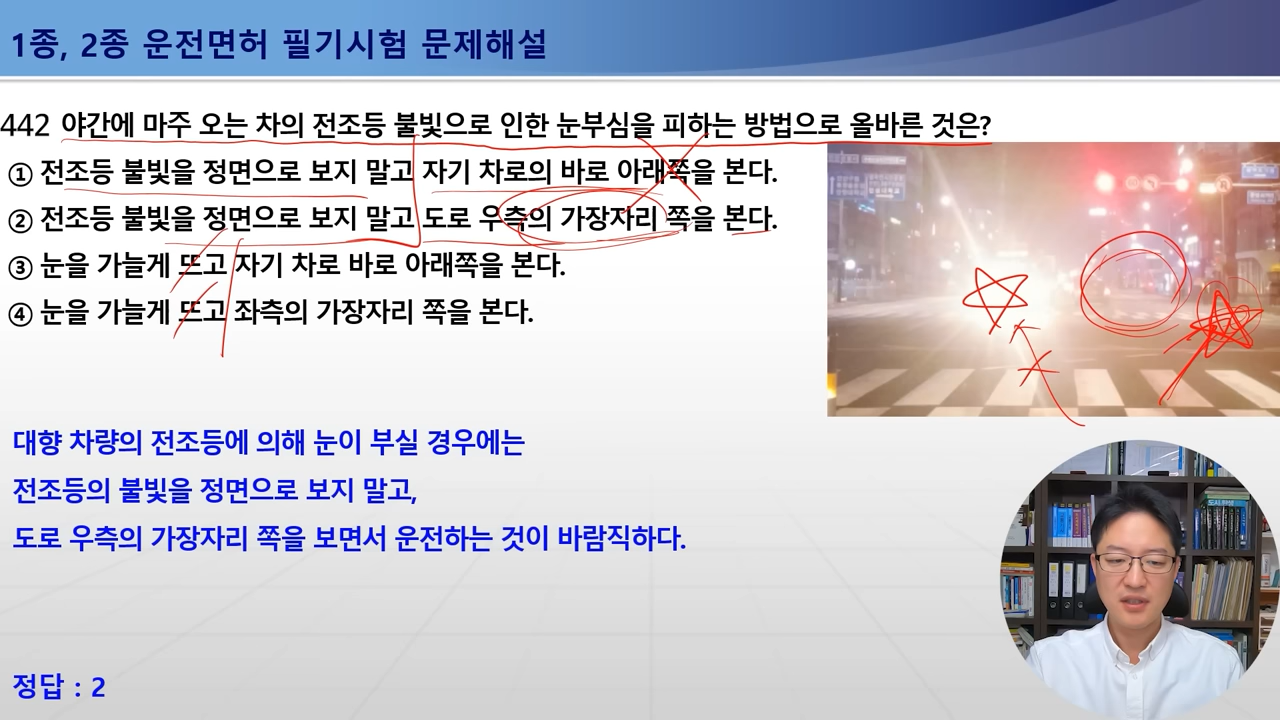 1종, 2종 운전면허 필기시험 문제해설
442 야간에 마주 오는 차의 전조등 불빛으로 인한 눈부심을 피하는 방법으로 올바른 것은?
① 전조등 불빛을 정면으로 보지 말고 자기 차로의 바로 아래쪽을 본다.
② 전조등 불빛을 정면으로 보지 말고 도로 우측의 가장자리 쪽을 본다.
③ 눈을 가늘게 뜨고 자기 차로 바로 아래쪽을 본다.
④ 눈을 가늘게 뜨고 좌측의 가장자리 쪽을 본다.
대향 차량의 전조등에 의해 눈이 부실 경우에는
전조등의 불빛을 정면으로 보지 말고,
도로 우측의 가장자리 쪽을 보면서 운전하는 것이 바람직하다.
정답 : 2